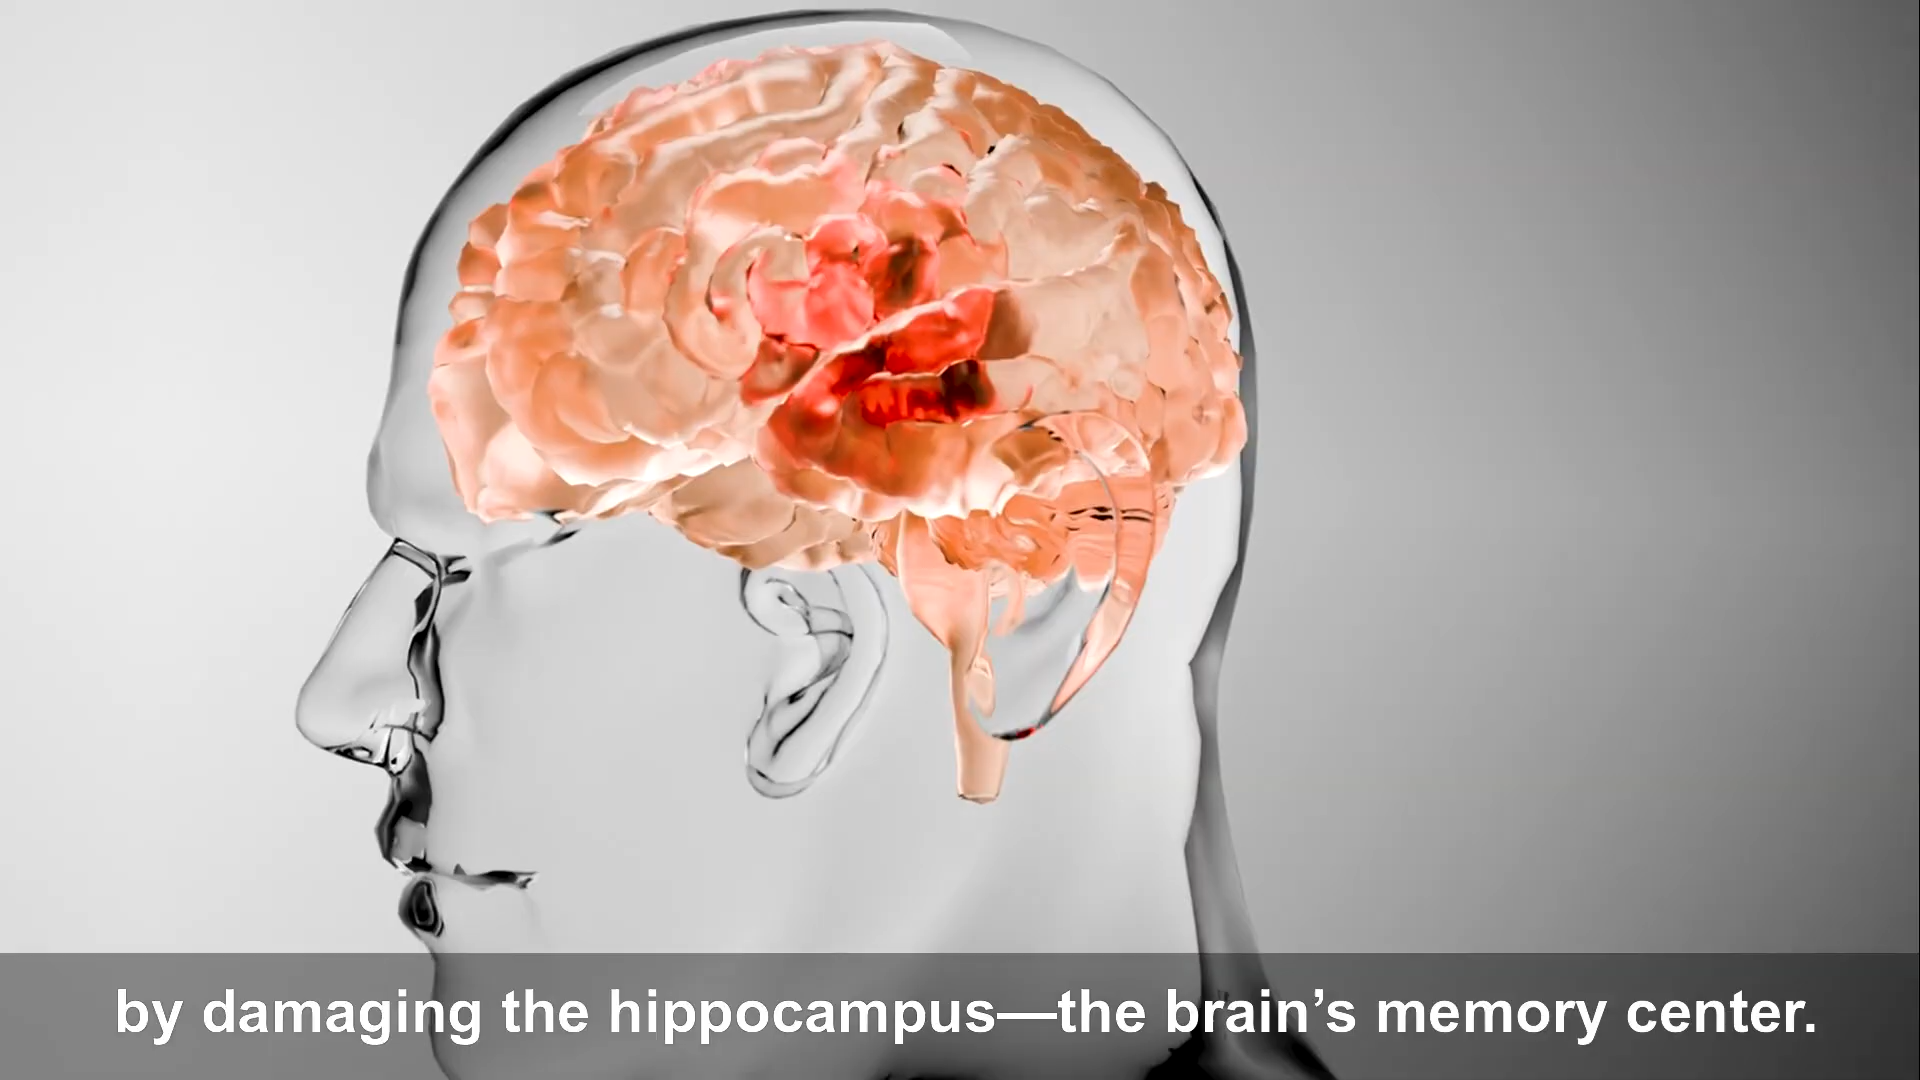 by damaging the hippocampus—the brain’s memory center.